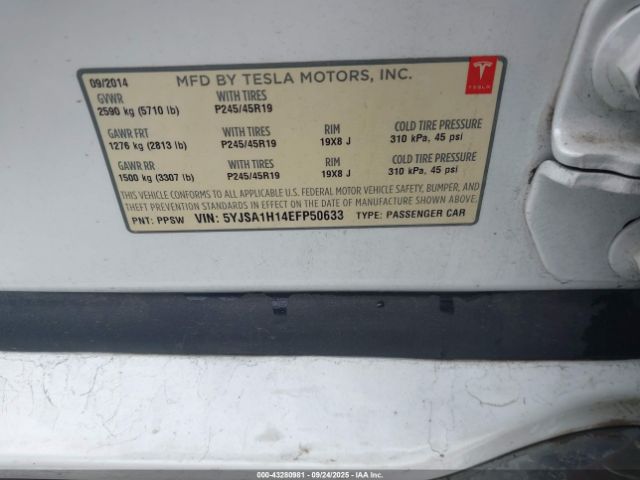 09/2014 MFD BY TESLA MOTORS, INC.
TESLA
GVWR WITH TIRES
2590 kg (5710 lb) P245/45R19
GAWR FRT WITH TIRES RIM COLD TIRE PRESSURE
1276 kg (2813 lb) P245/45R19 19X8 J 310 kPa, 45 psi
GAWR RR WITH TIRES RIM COLD TIRE PRESSURE
1500 kg (3307 lb) P245/45R19 19X8 J 310 kPa, 45 psi
THIS VEHICLE CONFORMS TO ALL APPLICABLE U.S. FEDERAL MOTOR VEHICLE SAFETY, BUMPER, AND
THEFT PREVENTION STANDARDS IN EFFECT ON THE DATE OF MANUFACTURE SHOWN ABOVE.
PNT: PPSW VIN: 5YJSA1H14EFP50633 TYPE: PASSENGER CAR
000-43280981 - 09/24/2025 - IAAI.COM